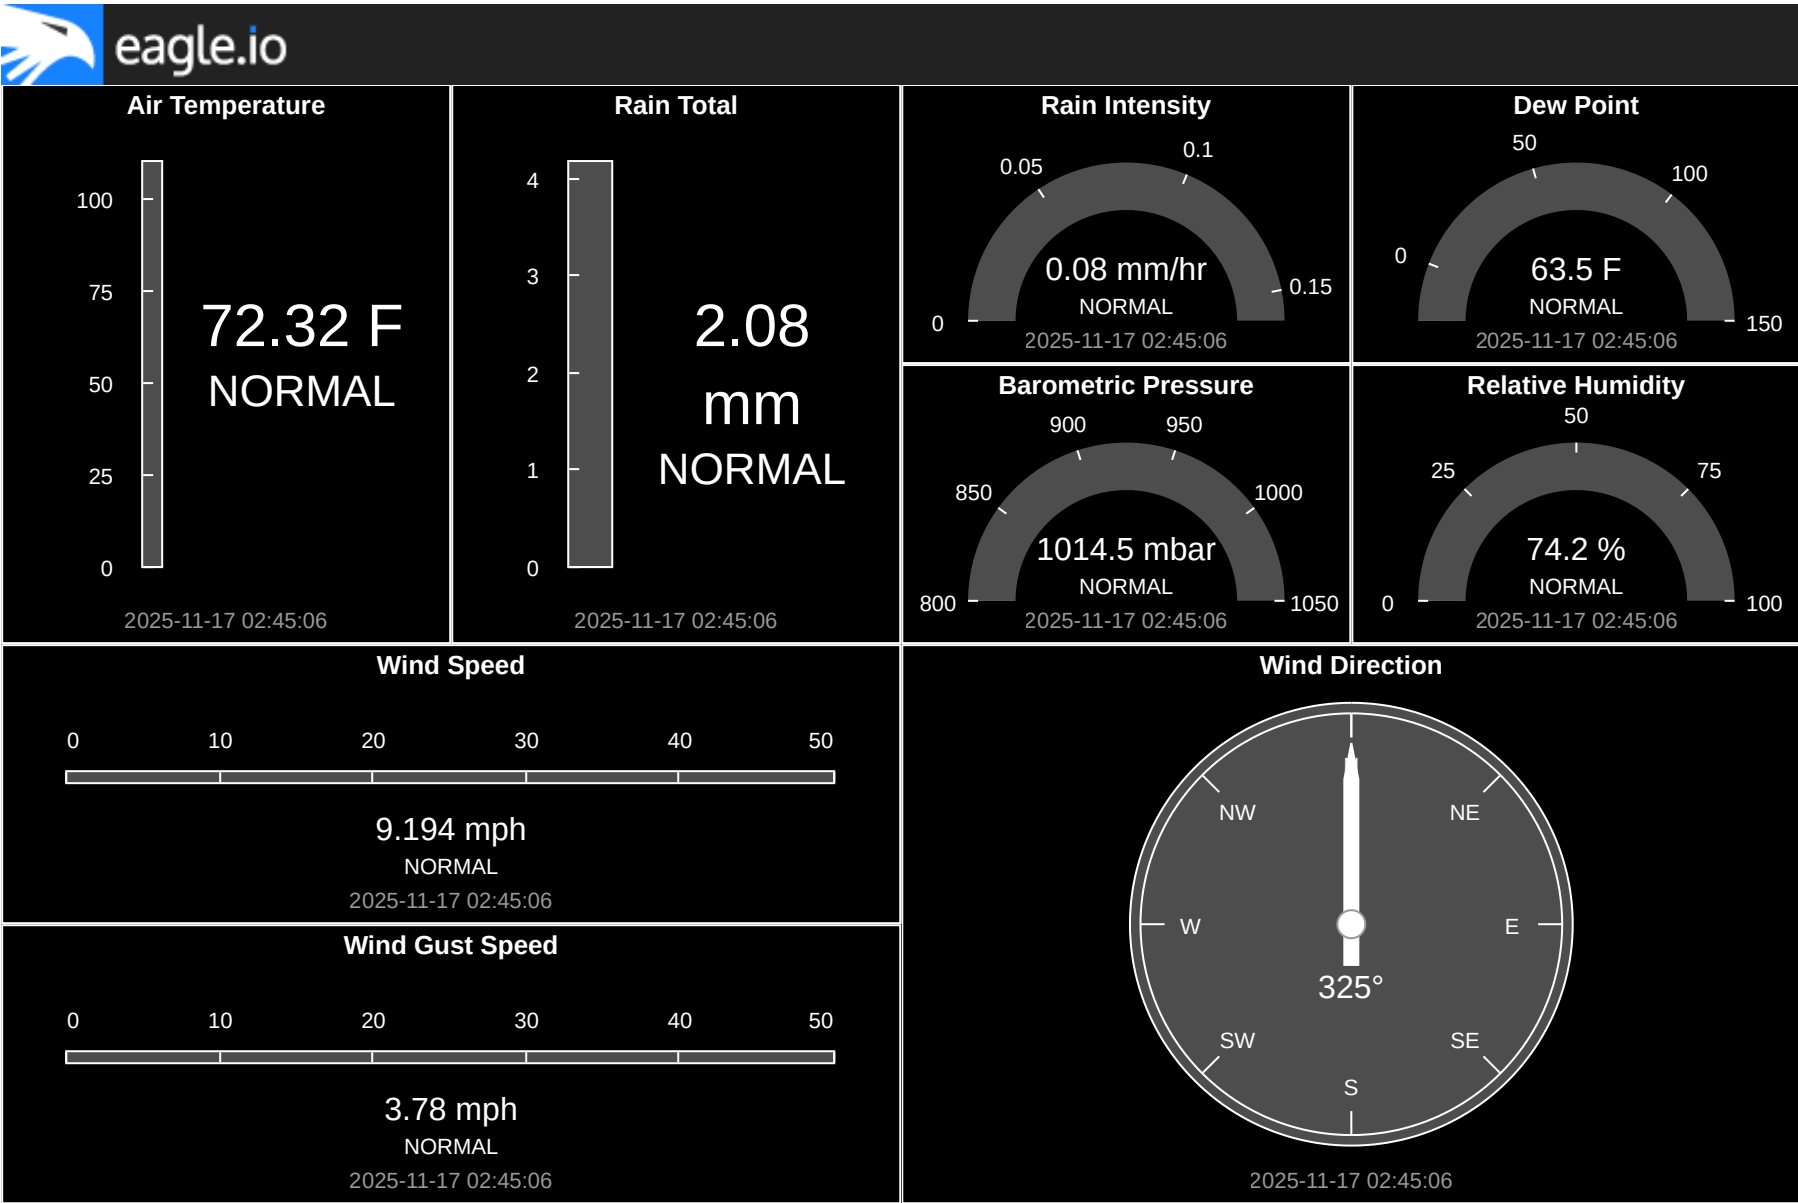 eagle.io
Air Temperature
100
75
50
25
0
72.32 F
NORMAL
2025-11-17 02:45:06
Rain Total
4
3
2
1
0
2.08
mm
NORMAL
2025-11-17 02:45:06
Rain Intensity
0
0.05
0.1
0.15
0.08 mm/hr
NORMAL
2025-11-17 02:45:06
Dew Point
0
50
100
150
63.5 F
NORMAL
2025-11-17 02:45:06
Barometric Pressure
800
850
900
950
1000
1050
1014.5 mbar
NORMAL
2025-11-17 02:45:06
Relative Humidity
0
25
50
75
100
74.2 %
NORMAL
2025-11-17 02:45:06
Wind Speed
0 10 20 30 40 50
9.194 mph
NORMAL
2025-11-17 02:45:06
Wind Gust Speed
0 10 20 30 40 50
3.78 mph
NORMAL
2025-11-17 02:45:06
Wind Direction
NW NE
W E
325°
SW SE
S
2025-11-17 02:45:06